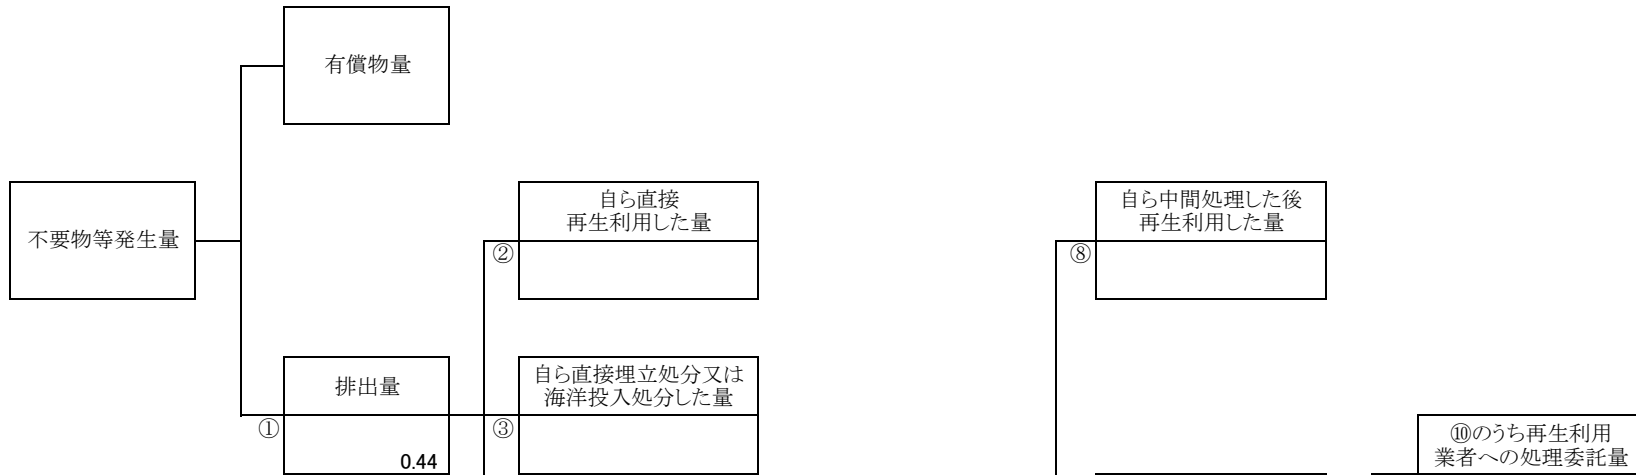 有償物量
不要物等発生量
自ら直接
再生利用した量
②
自ら中間処理した後
再生利用した量
⑧
排出量
①
0.44
自ら直接埋立処分又は
海洋投入処分した量
③
⑩のうち再生利用
業者への処理委託量